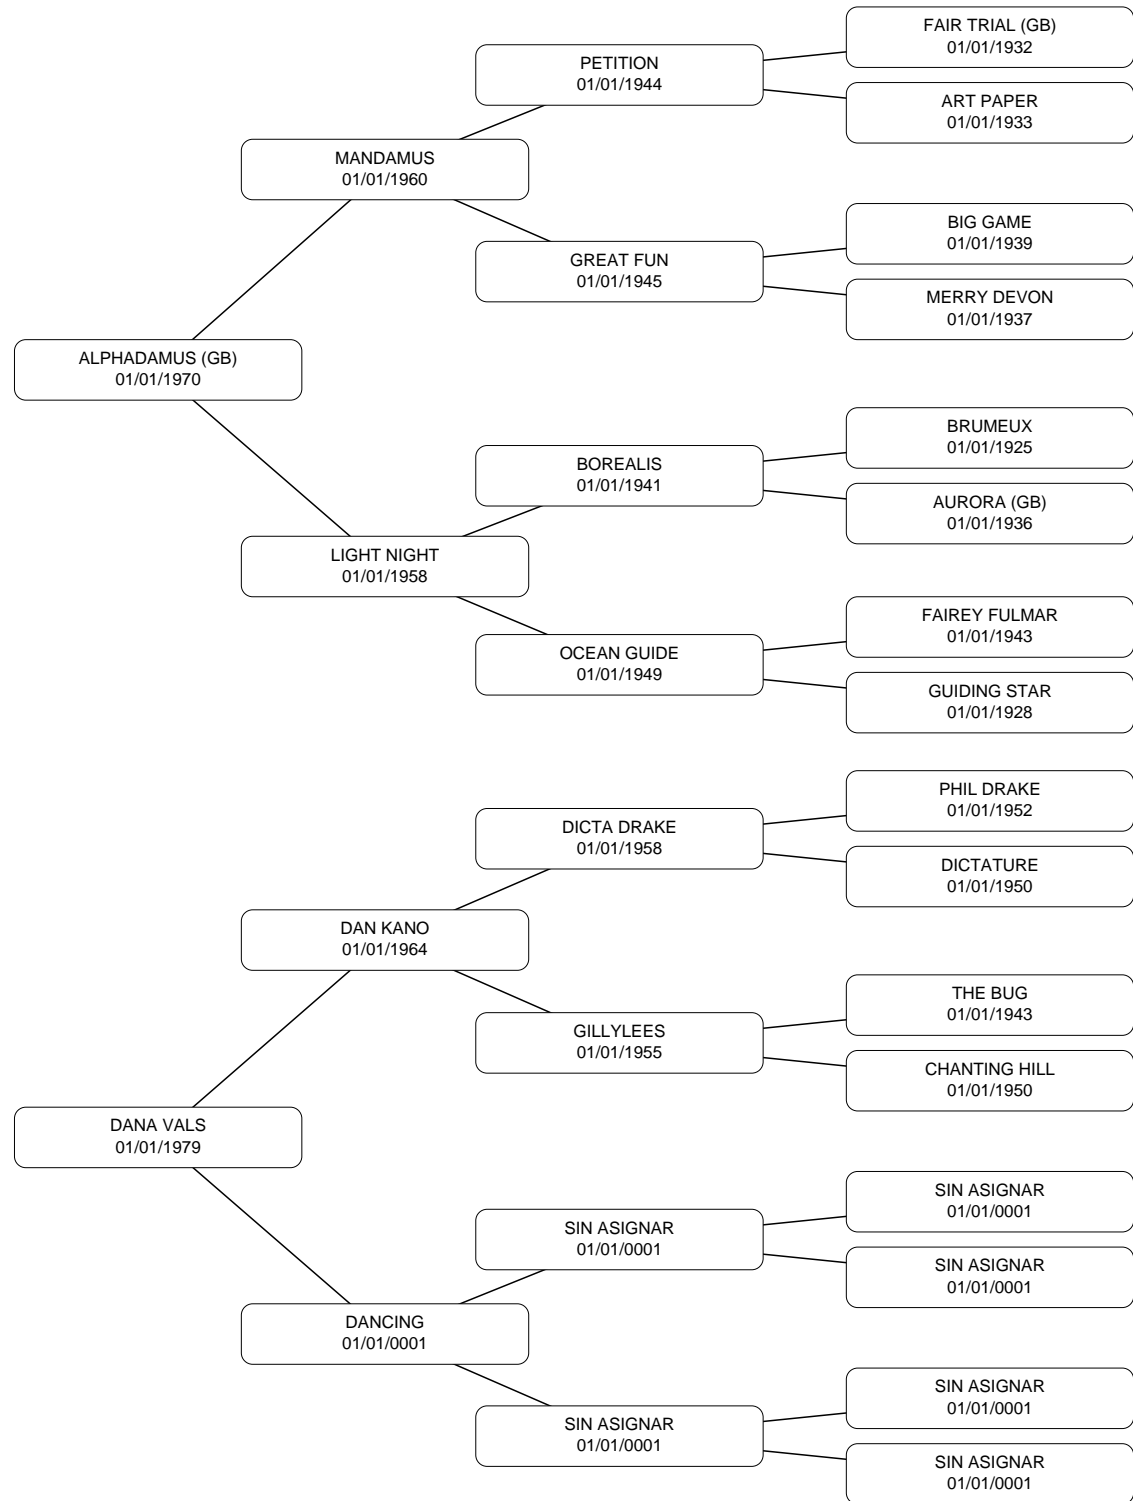 FAIR TRIAL (GB)
01/01/1932
PETITION
01/01/1944
ART PAPER
01/01/1933
MANDAMUS
01/01/1960
BIG GAME
01/01/1939
GREAT FUN
01/01/1945
MERRY DEVON
01/01/1937
ALPHADAMUS (GB)
01/01/1970
BRUMEUX
01/01/1925
BOREALIS
01/01/1941
AURORA (GB)
01/01/1936
LIGHT NIGHT
01/01/1958
FAIREY FULMAR
01/01/1943
OCEAN GUIDE
01/01/1949
GUIDING STAR
01/01/1928
PHIL DRAKE
01/01/1952
DICTA DRAKE
01/01/1958
DICTATURE
01/01/1950
DAN KANO
01/01/1964
THE BUG
01/01/1943
GILLYLEES
01/01/1955
CHANTING HILL
01/01/1950
DANA VALS
01/01/1979
SIN ASIGNAR
01/01/0001
SIN ASIGNAR
01/01/0001
SIN ASIGNAR
01/01/0001
DANCING
01/01/0001
SIN ASIGNAR
01/01/0001
SIN ASIGNAR
01/01/0001
SIN ASIGNAR
01/01/0001